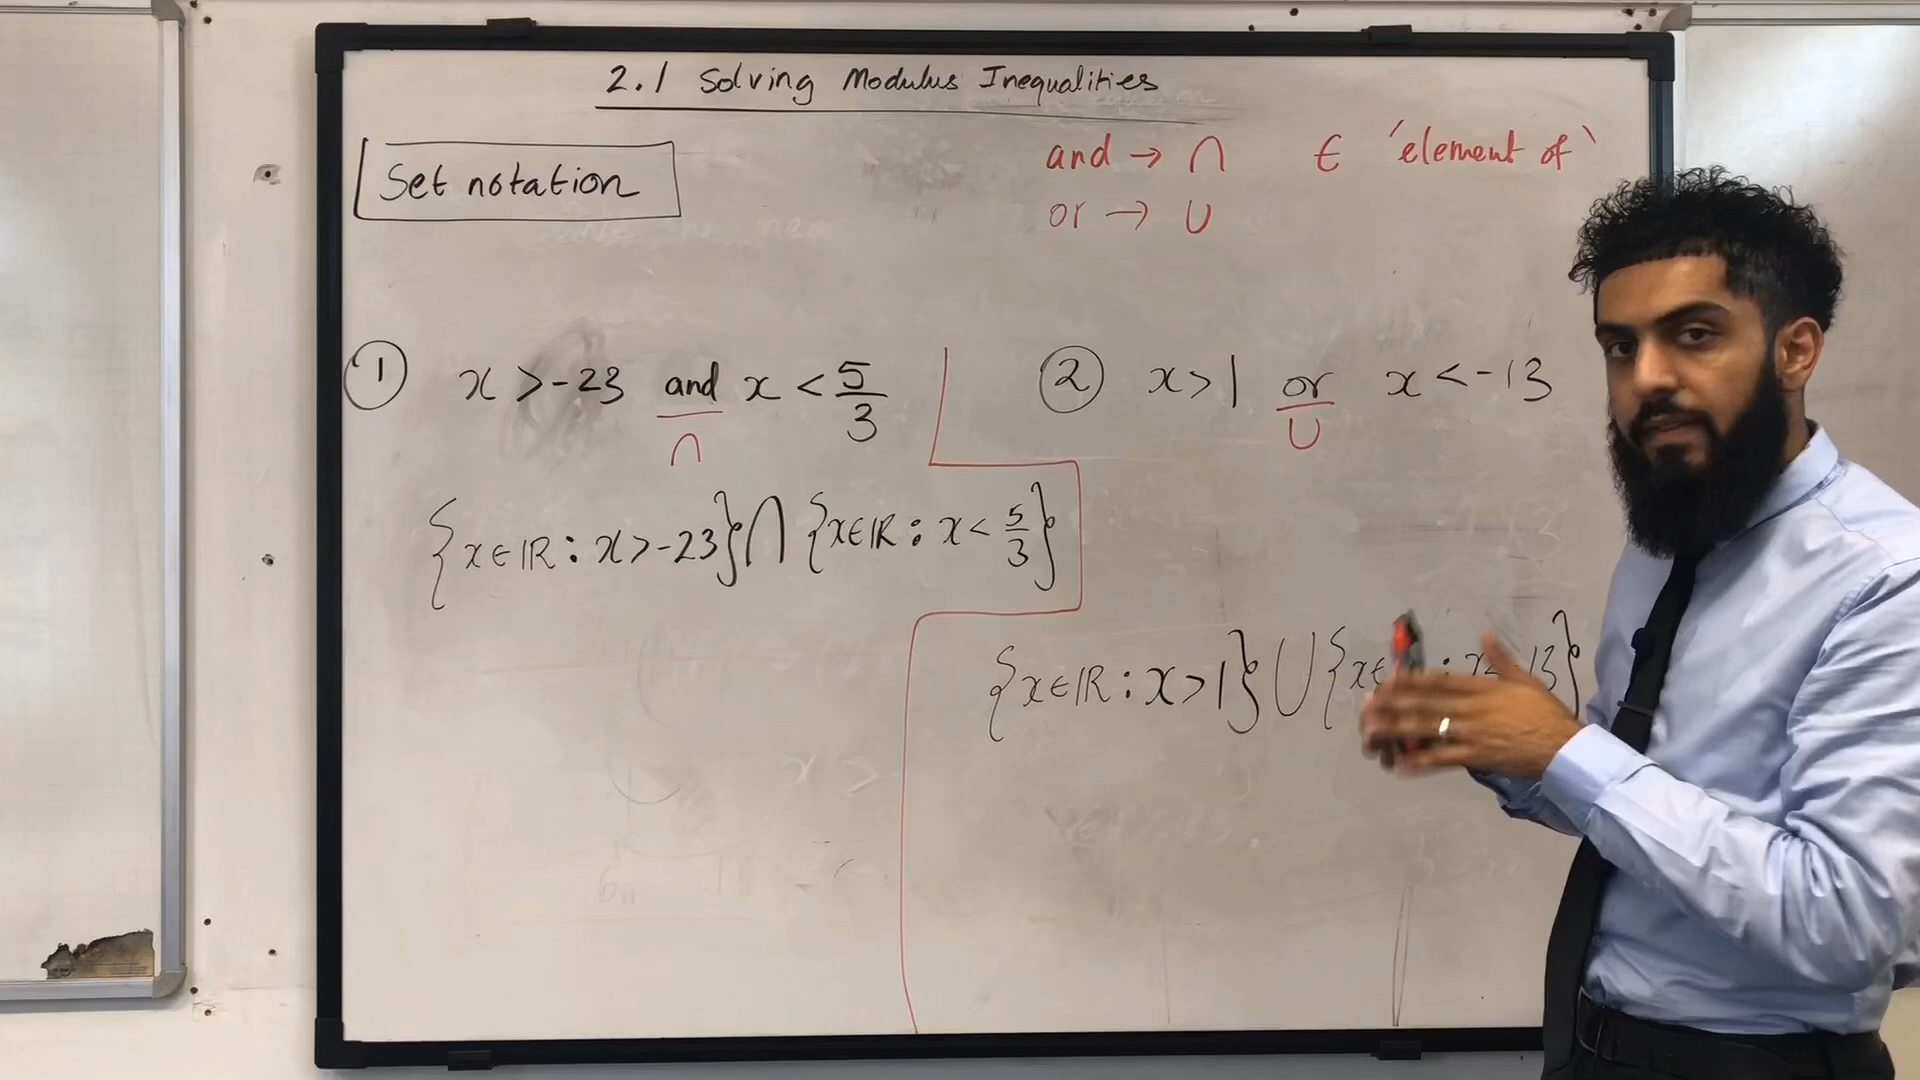 2.1 Solving Modulus Inequalities
Set notation
and → ∩ ∈ 'element of'
or → ∪
① x > -23 and x < 5/3
∩
{x∈ℝ : x > -23} ∩ {x∈ℝ : x < 5/3}
② x > 1 or x < -13
∪
{x∈ℝ : x > 1} ∪ {x∈ : x < -13}